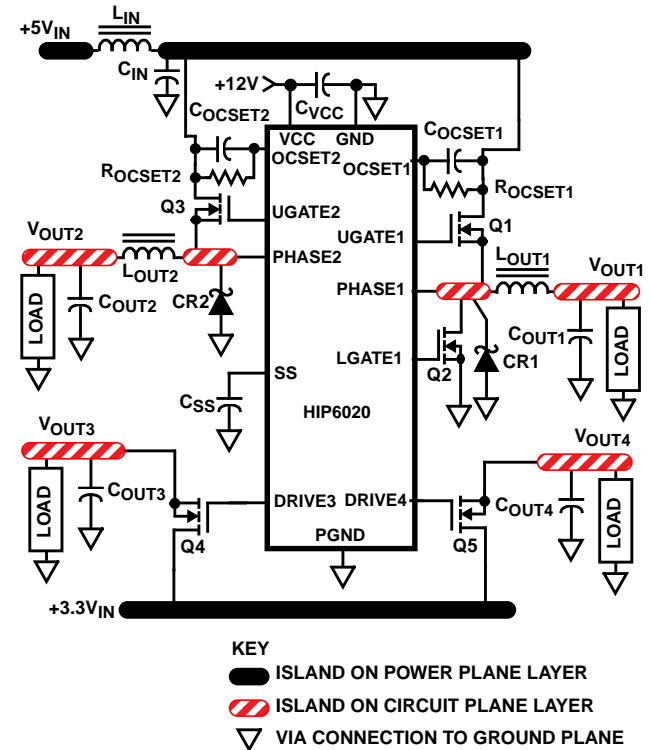 +5VIN
LIN
CIN
+12V
CVCC
COCSET2
VCC
GND
COCSET1
OCSET2
OCSET1
ROCSET2
ROCSET1
Q3
Q1
UGATE2
UGATE1
VOUT2
LOUT2
PHASE2
PHASE1
LOUT1
VOUT1
LOAD
COUT2
CR2
COUT1
LOAD
LGATE1
Q2
CR1
SS
CSS
HIP6020
VOUT3
VOUT4
LOAD
COUT3
DRIVE3
DRIVE4
COUT4
LOAD
Q4
PGND
Q5
+3.3VIN
KEY
ISLAND ON POWER PLANE LAYER
ISLAND ON CIRCUIT PLANE LAYER
VIA CONNECTION TO GROUND PLANE